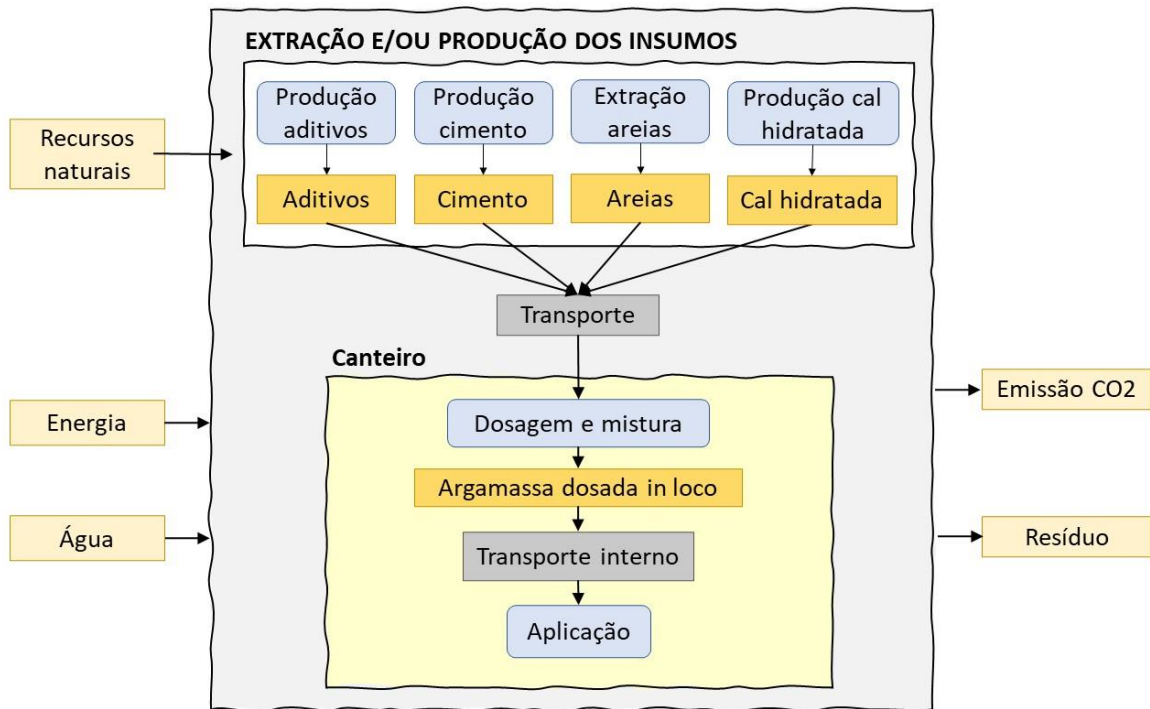 EXTRAÇÃO E/OU PRODUÇÃO DOS INSUMOS
Produção
aditivos
Produção
cimento
Extração
areias
Produção cal
hidratada
Recursos
naturais
Aditivos
Cimento
Areias
Cal hidratada
Transporte
Canteiro
Dosagem e mistura
Argamassa dosada in loco
Transporte interno
Aplicação
Energia
Água
Emissão CO2
Resíduo